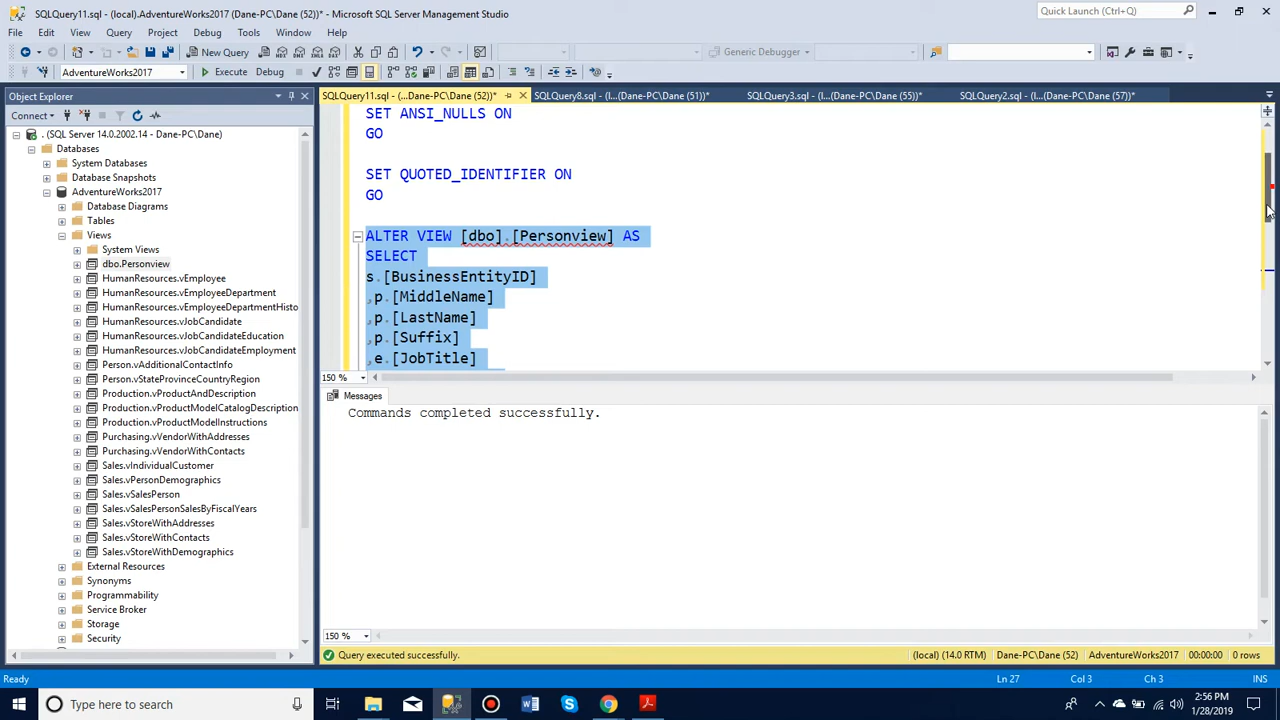 SQLQuery11.sql - (local).AdventureWorks2017 (Dane-PC\Dane (52))* - Microsoft SQL Server Management Studio
Quick Launch (Ctrl+Q)
File Edit View Query Project Debug Tools Window Help
New Query
Generic Debugger
AdventureWorks2017
Execute Debug
Object Explorer
SQLQuery11.sql - (...Dane-PC\Dane (52))*
SQLQuery8.sql - (l...(Dane-PC\Dane (51))*
SQLQuery3.sql - (l...(Dane-PC\Dane (55))*
SQLQuery2.sql - (l...(Dane-PC\Dane (57))*
Connect
. (SQL Server 14.0.2002.14 - Dane-PC\Dane)
Databases
System Databases
Database Snapshots
AdventureWorks2017
Database Diagrams
Tables
Views
System Views
dbo.Personview
HumanResources.vEmployee
HumanResources.vEmployeeDepartment
HumanResources.vEmployeeDepartmentHisto
HumanResources.vJobCandidate
HumanResources.vJobCandidateEducation
HumanResources.vJobCandidateEmployment
Person.vAdditionalContactInfo
Person.vStateProvinceCountryRegion
Production.vProductAndDescription
Production.vProductModelCatalogDescription
Production.vProductModelInstructions
Purchasing.vVendorWithAddresses
Purchasing.vVendorWithContacts
Sales.vIndividualCustomer
Sales.vPersonDemographics
Sales.vSalesPerson
Sales.vSalesPersonSalesByFiscalYears
Sales.vStoreWithAddresses
Sales.vStoreWithContacts
Sales.vStoreWithDemographics
External Resources
Synonyms
Programmability
Service Broker
Storage
Security
SET ANSI_NULLS ON
GO
SET QUOTED_IDENTIFIER ON
GO
ALTER VIEW [dbo].[Personview] AS
SELECT
s.[BusinessEntityID]
,p.[MiddleName]
,p.[LastName]
,p.[Suffix]
,e.[JobTitle]
150 %
Messages
Commands completed successfully.
150 %
Query executed successfully.
(local) (14.0 RTM) Dane-PC\Dane (52) AdventureWorks2017 00:00:00 0 rows
Ready
Ln 27 Col 3 Ch 3 INS
Type here to search
2:56 PM
1/28/2019